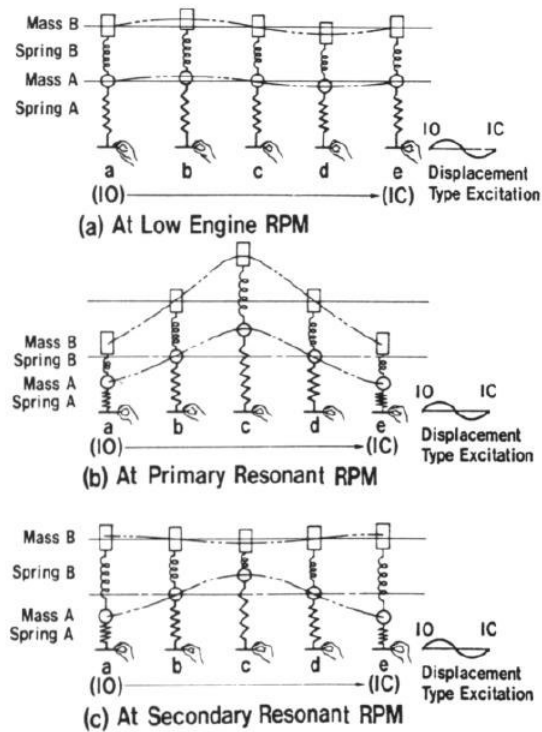 Mass B
Spring B
Mass A
Spring A
a b c d e
IO IC
(IO) (IC)
Displacement
Type Excitation
(a) At Low Engine RPM
Mass B
Spring B
Mass A
Spring A
a b c d e
IO IC
(IO) (IC)
Displacement
Type Excitation
(b) At Primary Resonant RPM
Mass B
Spring B
Mass A
Spring A
a b c d e
IO IC
(IO) (IC)
Displacement
Type Excitation
(c) At Secondary Resonant RPM